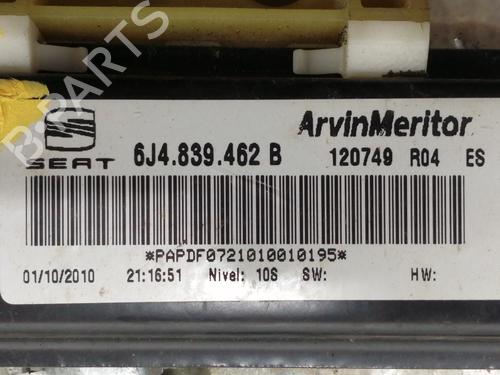 B-PARTS
SEAT
6J4.839.462 B
ArvinMeritor
120749 R04 ES
*PAPDF0721010010195*
01/10/2010 21:16:51 Nivel: 10S SW: HW: